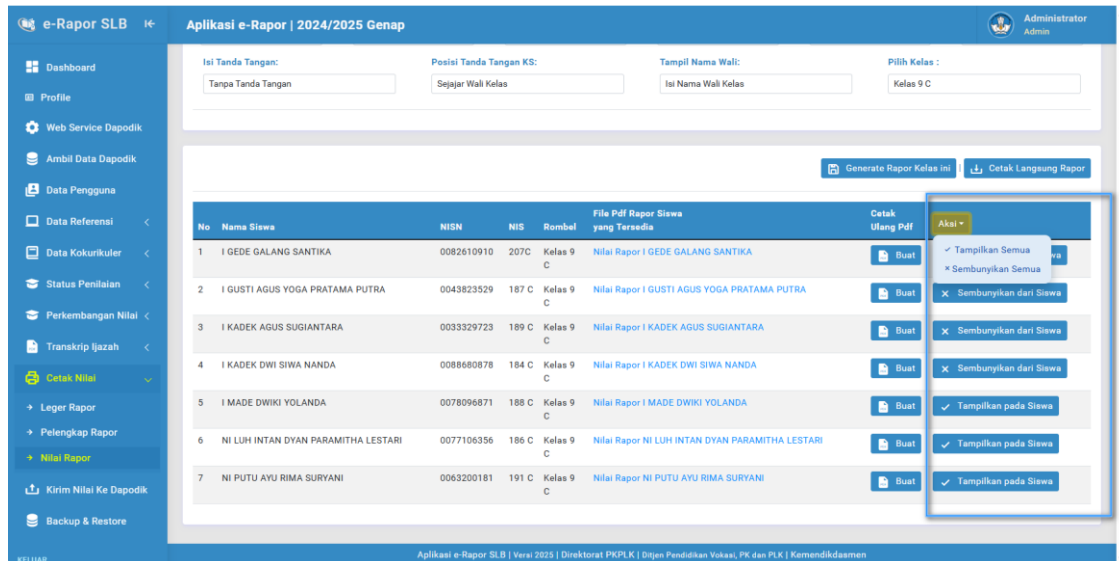 e-Rapor SLB
Aplikasi e-Rapor | 2024/2025 Genap
Administrator
Admin
Dashboard
Profile
Web Service Dapodik
Ambil Data Dapodik
Data Pengguna
Data Referensi
Data Kokurikuler
Status Penilaian
Perkembangan Nilai
Transkrip Ijazah
Cetak Nilai
Leger Rapor
Pelengkap Rapor
Nilai Rapor
Kirim Nilai Ke Dapodik
Backup & Restore
KELUAR
Isi Tanda Tangan: Posisi Tanda Tangan KS: Tampil Nama Wali: Pilih Kelas :
Tanpa Tanda Tangan Sejajar Wali Kelas Isi Nama Wali Kelas Kelas 9 C
Generate Rapor Kelas ini | Cetak Langsung Rapor
No Nama Siswa NISN NIS Rombel File Pdf Rapor Siswa yang Tersedia Cetak Ulang Pdf Aksi
✓ Tampilkan Semua
× Sembunyikan Semua
1 I GEDE GALANG SANTIKA 0082610910 207C Kelas 9 C Nilai Rapor I GEDE GALANG SANTIKA Buat
2 I GUSTI AGUS YOGA PRATAMA PUTRA 0043823529 187 C Kelas 9 C Nilai Rapor I GUSTI AGUS YOGA PRATAMA PUTRA Buat × Sembunyikan dari Siswa
3 I KADEK AGUS SUGIANTARA 0033329723 189 C Kelas 9 C Nilai Rapor I KADEK AGUS SUGIANTARA Buat × Sembunyikan dari Siswa
4 I KADEK DWI SIWA NANDA 0088680878 184 C Kelas 9 C Nilai Rapor I KADEK DWI SIWA NANDA Buat × Sembunyikan dari Siswa
5 I MADE DWIKI YOLANDA 0078096871 188 C Kelas 9 C Nilai Rapor I MADE DWIKI YOLANDA Buat ✓ Tampilkan pada Siswa
6 NI LUH INTAN DYAN PARAMITHA LESTARI 0077106356 186 C Kelas 9 C Nilai Rapor NI LUH INTAN DYAN PARAMITHA LESTARI Buat ✓ Tampilkan pada Siswa
7 NI PUTU AYU RIMA SURYANI 0063200181 191 C Kelas 9 C Nilai Rapor NI PUTU AYU RIMA SURYANI Buat ✓ Tampilkan pada Siswa
Aplikasi e-Rapor SLB | Versi 2025 | Direktorat PKPLK | Ditjen Pendidikan Vokasi, PK dan PLK | Kemendikdasmen